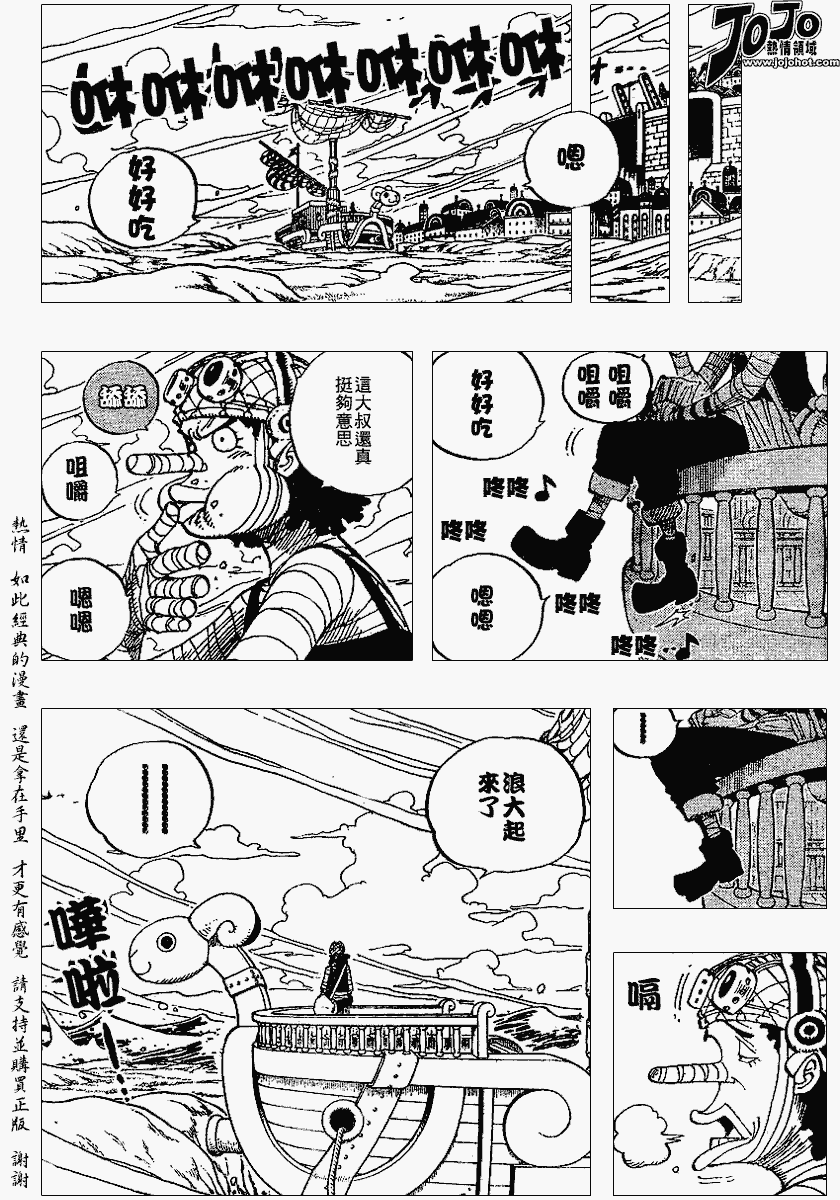 JOJO
熱情領域
www.jojohot.com
咻咻咻咻咻咻咻
嗯
好好吃
咀嚼
咀嚼
好好吃
咚咚
咚咚
咚咚
咚咚
嗯嗯
這大叔還真
挺夠意思
舔舔
咀嚼
嗯嗯
浪大起
來了
嘩啦
嗝
熱情 如此經典的漫畫 還是拿在手里 才更有感覺 請支持並購買正版 謝謝